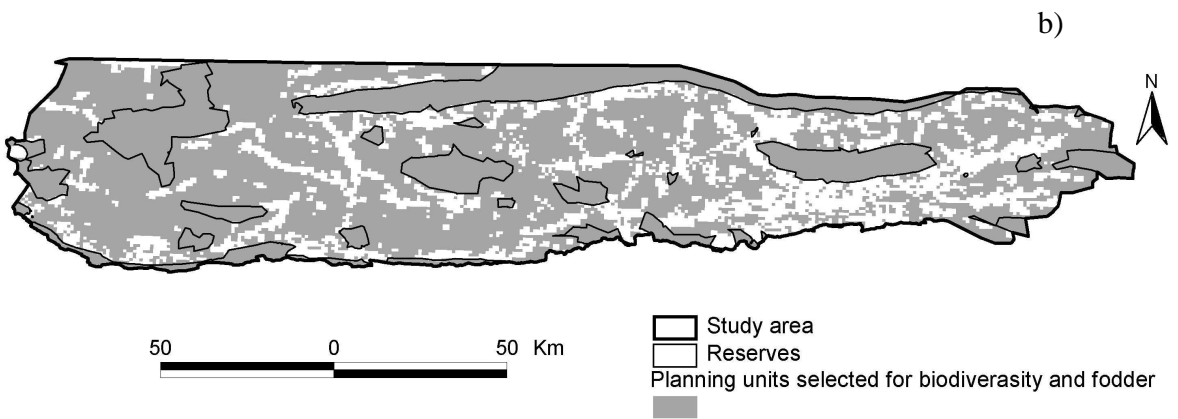 b)
N
50 0 50 Km
Study area
Reserves
Planning units selected for biodiverasity and fodder